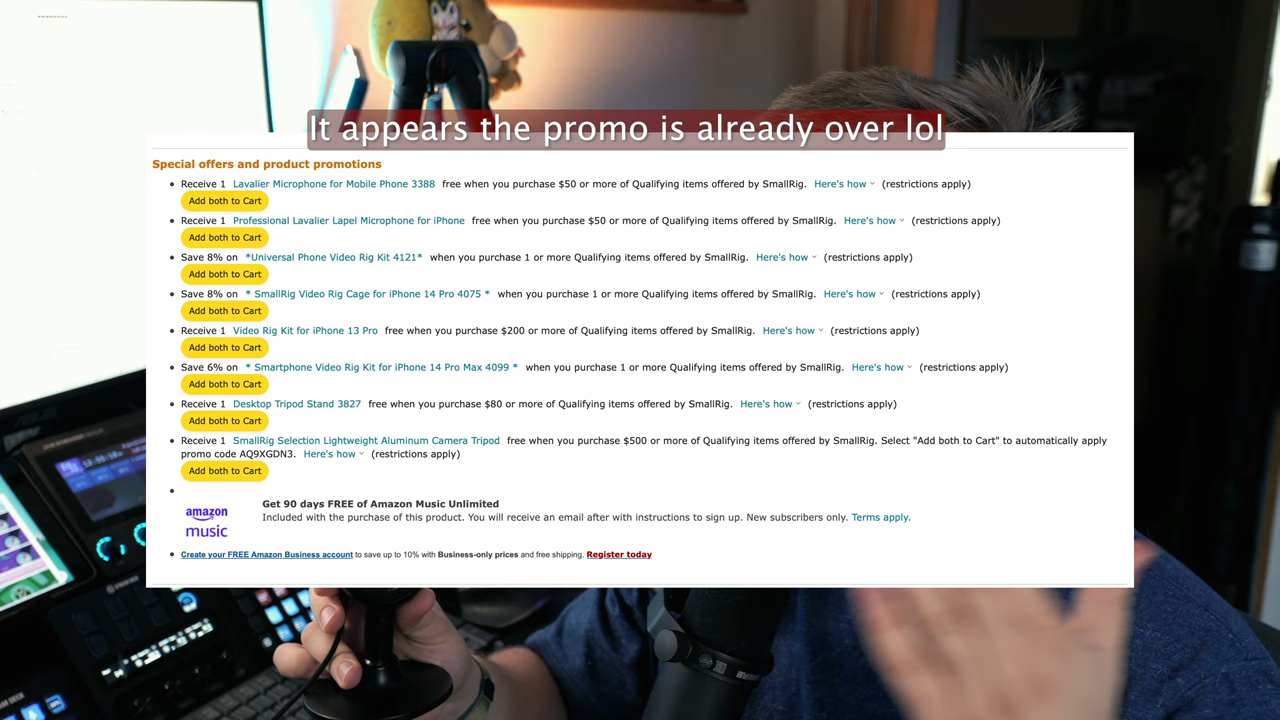 It appears the promo is already over lol
Special offers and product promotions
Receive 1 Lavalier Microphone for Mobile Phone 3388 free when you purchase $50 or more of Qualifying items offered by SmallRig. Here's how (restrictions apply)
Add both to Cart
Receive 1 Professional Lavalier Lapel Microphone for iPhone free when you purchase $50 or more of Qualifying items offered by SmallRig. Here's how (restrictions apply)
Add both to Cart
Save 8% on *Universal Phone Video Rig Kit 4121* when you purchase 1 or more Qualifying items offered by SmallRig. Here's how (restrictions apply)
Add both to Cart
Save 8% on * SmallRig Video Rig Cage for iPhone 14 Pro 4075 * when you purchase 1 or more Qualifying items offered by SmallRig. Here's how (restrictions apply)
Add both to Cart
Receive 1 Video Rig Kit for iPhone 13 Pro free when you purchase $200 or more of Qualifying items offered by SmallRig. Here's how (restrictions apply)
Add both to Cart
Save 6% on * Smartphone Video Rig Kit for iPhone 14 Pro Max 4099 * when you purchase 1 or more Qualifying items offered by SmallRig. Here's how (restrictions apply)
Add both to Cart
Receive 1 Desktop Tripod Stand 3827 free when you purchase $80 or more of Qualifying items offered by SmallRig. Here's how (restrictions apply)
Add both to Cart
Receive 1 SmallRig Selection Lightweight Aluminum Camera Tripod free when you purchase $500 or more of Qualifying items offered by SmallRig. Select "Add both to Cart" to automatically apply
promo code AQ9XGDN3. Here's how (restrictions apply)
Add both to Cart
amazon
music
Get 90 days FREE of Amazon Music Unlimited
Included with the purchase of this product. You will receive an email after with instructions to sign up. New subscribers only. Terms apply.
Create your FREE Amazon Business account to save up to 10% with Business-only prices and free shipping. Register today